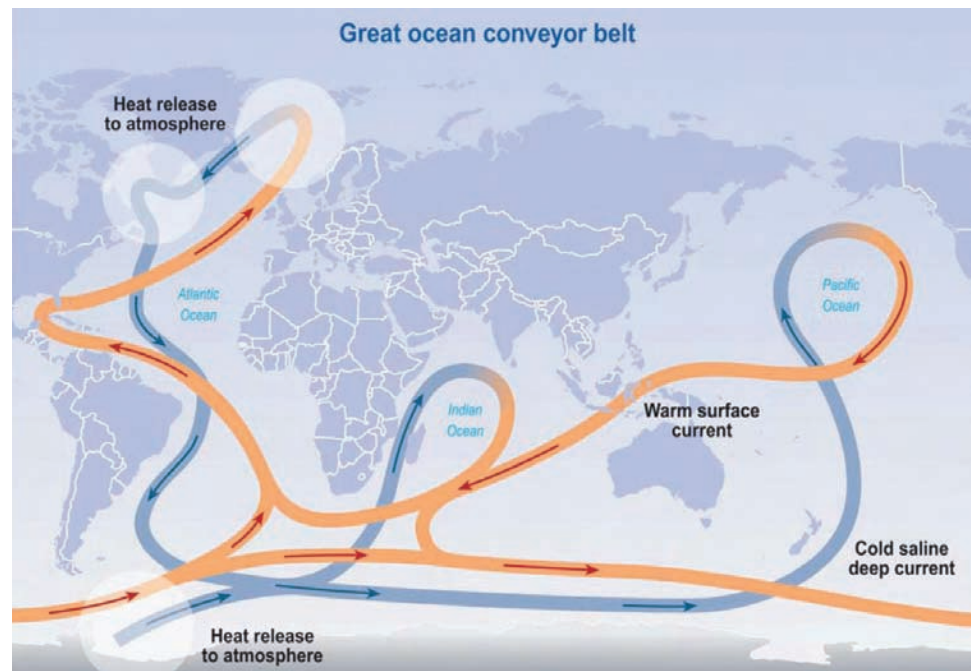 Great ocean conveyor belt
Heat release
to atmosphere
Atlantic
Ocean
Pacific
Ocean
Indian
Ocean
Warm surface
current
Cold saline
deep current
Heat release
to atmosphere